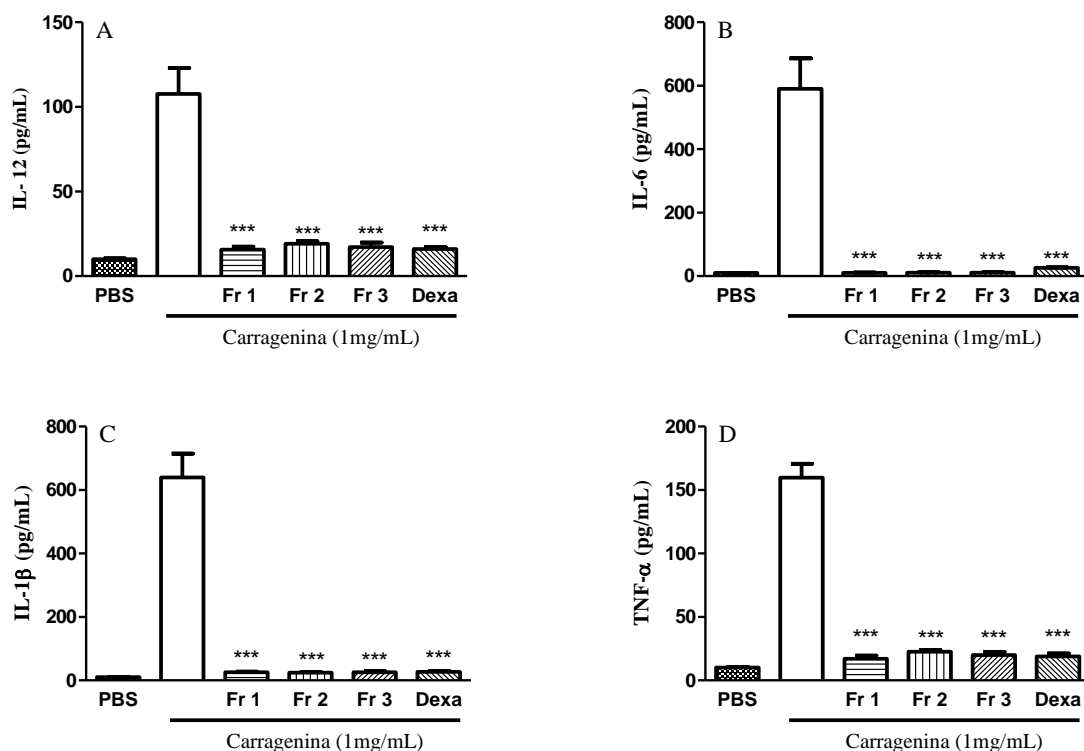 A
IL- 12 (pg/mL)
150
100
50
0
*** *** *** ***
PBS Fr 1 Fr 2 Fr 3 Dexa
Carragenina (1mg/mL)
B
IL-6 (pg/mL)
800
600
400
200
0
*** *** *** ***
PBS Fr 1 Fr 2 Fr 3 Dexa
Carragenina (1mg/mL)
C
IL-1β (pg/mL)
800
600
400
200
0
*** *** *** ***
PBS Fr 1 Fr 2 Fr 3 Dexa
Carragenina (1mg/mL)
D
TNF-α (pg/mL)
200
150
100
50
0
*** *** *** ***
PBS Fr 1 Fr 2 Fr 3 Dexa
Carragenina (1mg/mL)